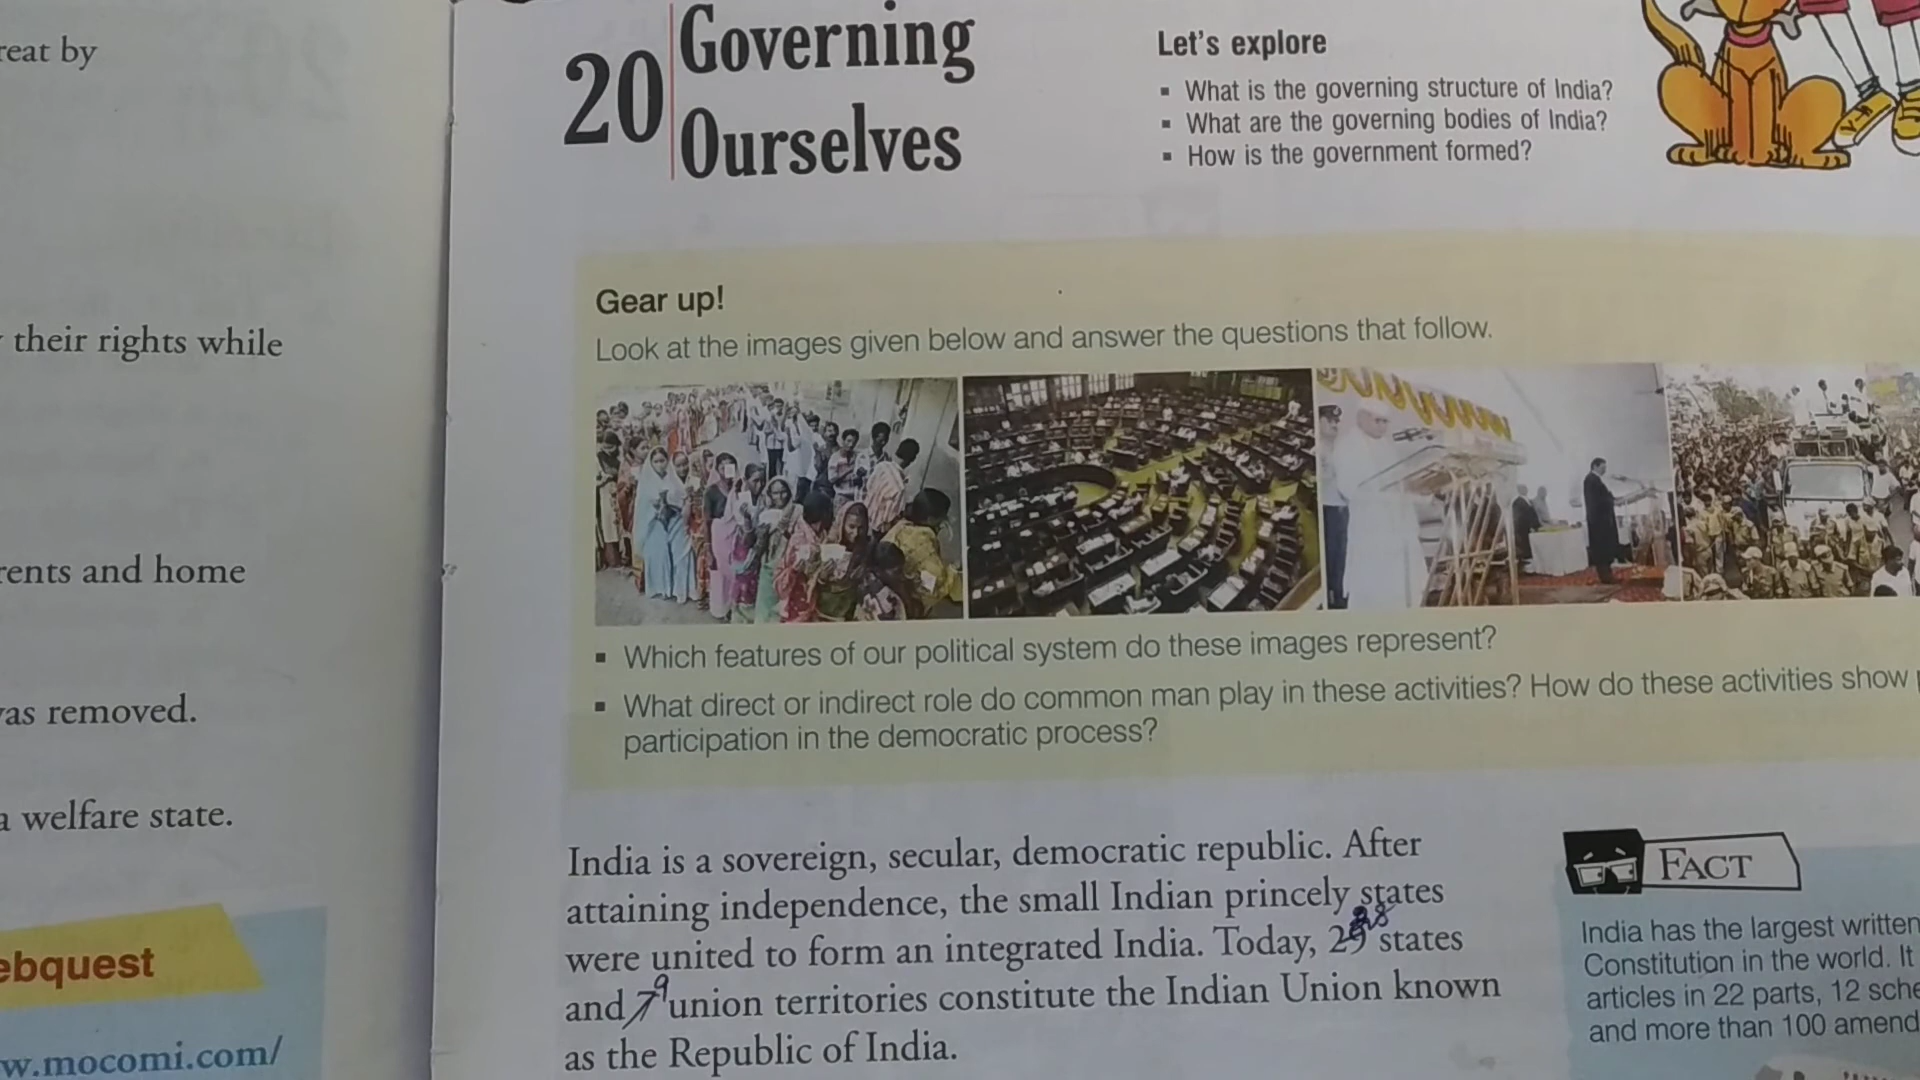 reat by
their rights while
rents and home
was removed.
a welfare state.
ebquest
w.mocomi.com/
20 Governing
Ourselves
Let's explore
▪ What is the governing structure of India?
▪ What are the governing bodies of India?
▪ How is the government formed?
Gear up!
Look at the images given below and answer the questions that follow.
▪ Which features of our political system do these images represent?
▪ What direct or indirect role do common man play in these activities? How do these activities show
participation in the democratic process?
India is a sovereign, secular, democratic republic. After
attaining independence, the small Indian princely states
were united to form an integrated India. Today, 29 28 states
and 7 9 union territories constitute the Indian Union known
as the Republic of India.
FACT
India has the largest written
Constitution in the world. It
articles in 22 parts, 12 sche
and more than 100 amend